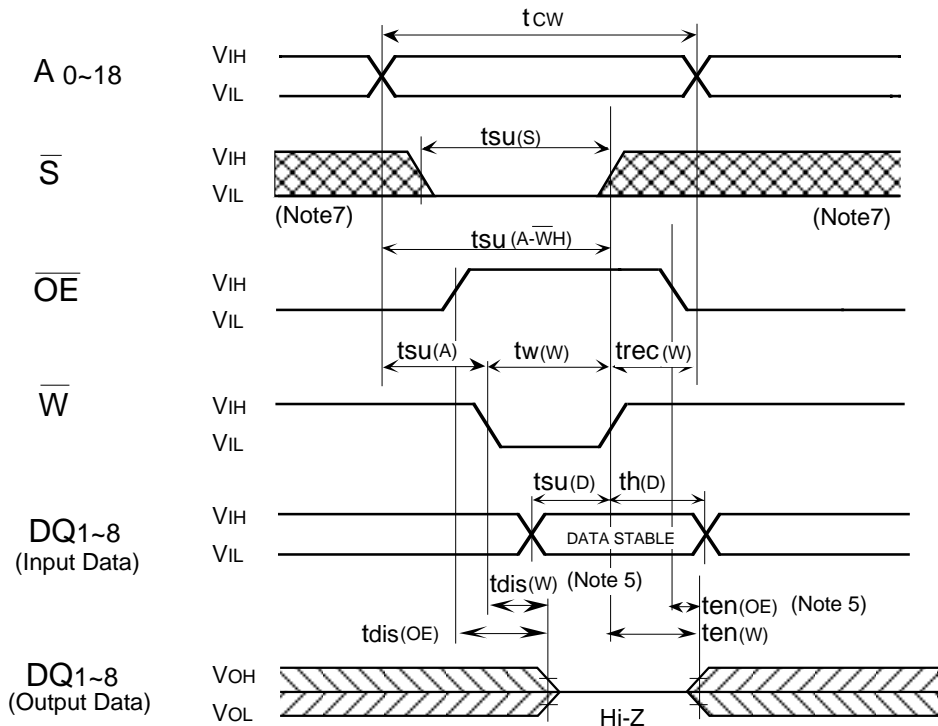 tCW
A 0~18
VIH
VIL
tsu(S)
S
VIH
VIL
(Note7)
(Note7)
tsu(A-WH)
OE
VIH
VIL
tsu(A)
tw(W)
trec(W)
W
VIH
VIL
tsu(D)
th(D)
DQ1~8
(Input Data)
VIH
VIL
DATA STABLE
tdis(W)
(Note 5)
ten(OE)
(Note 5)
tdis(OE)
ten(W)
DQ1~8
(Output Data)
VOH
VOL
Hi-Z